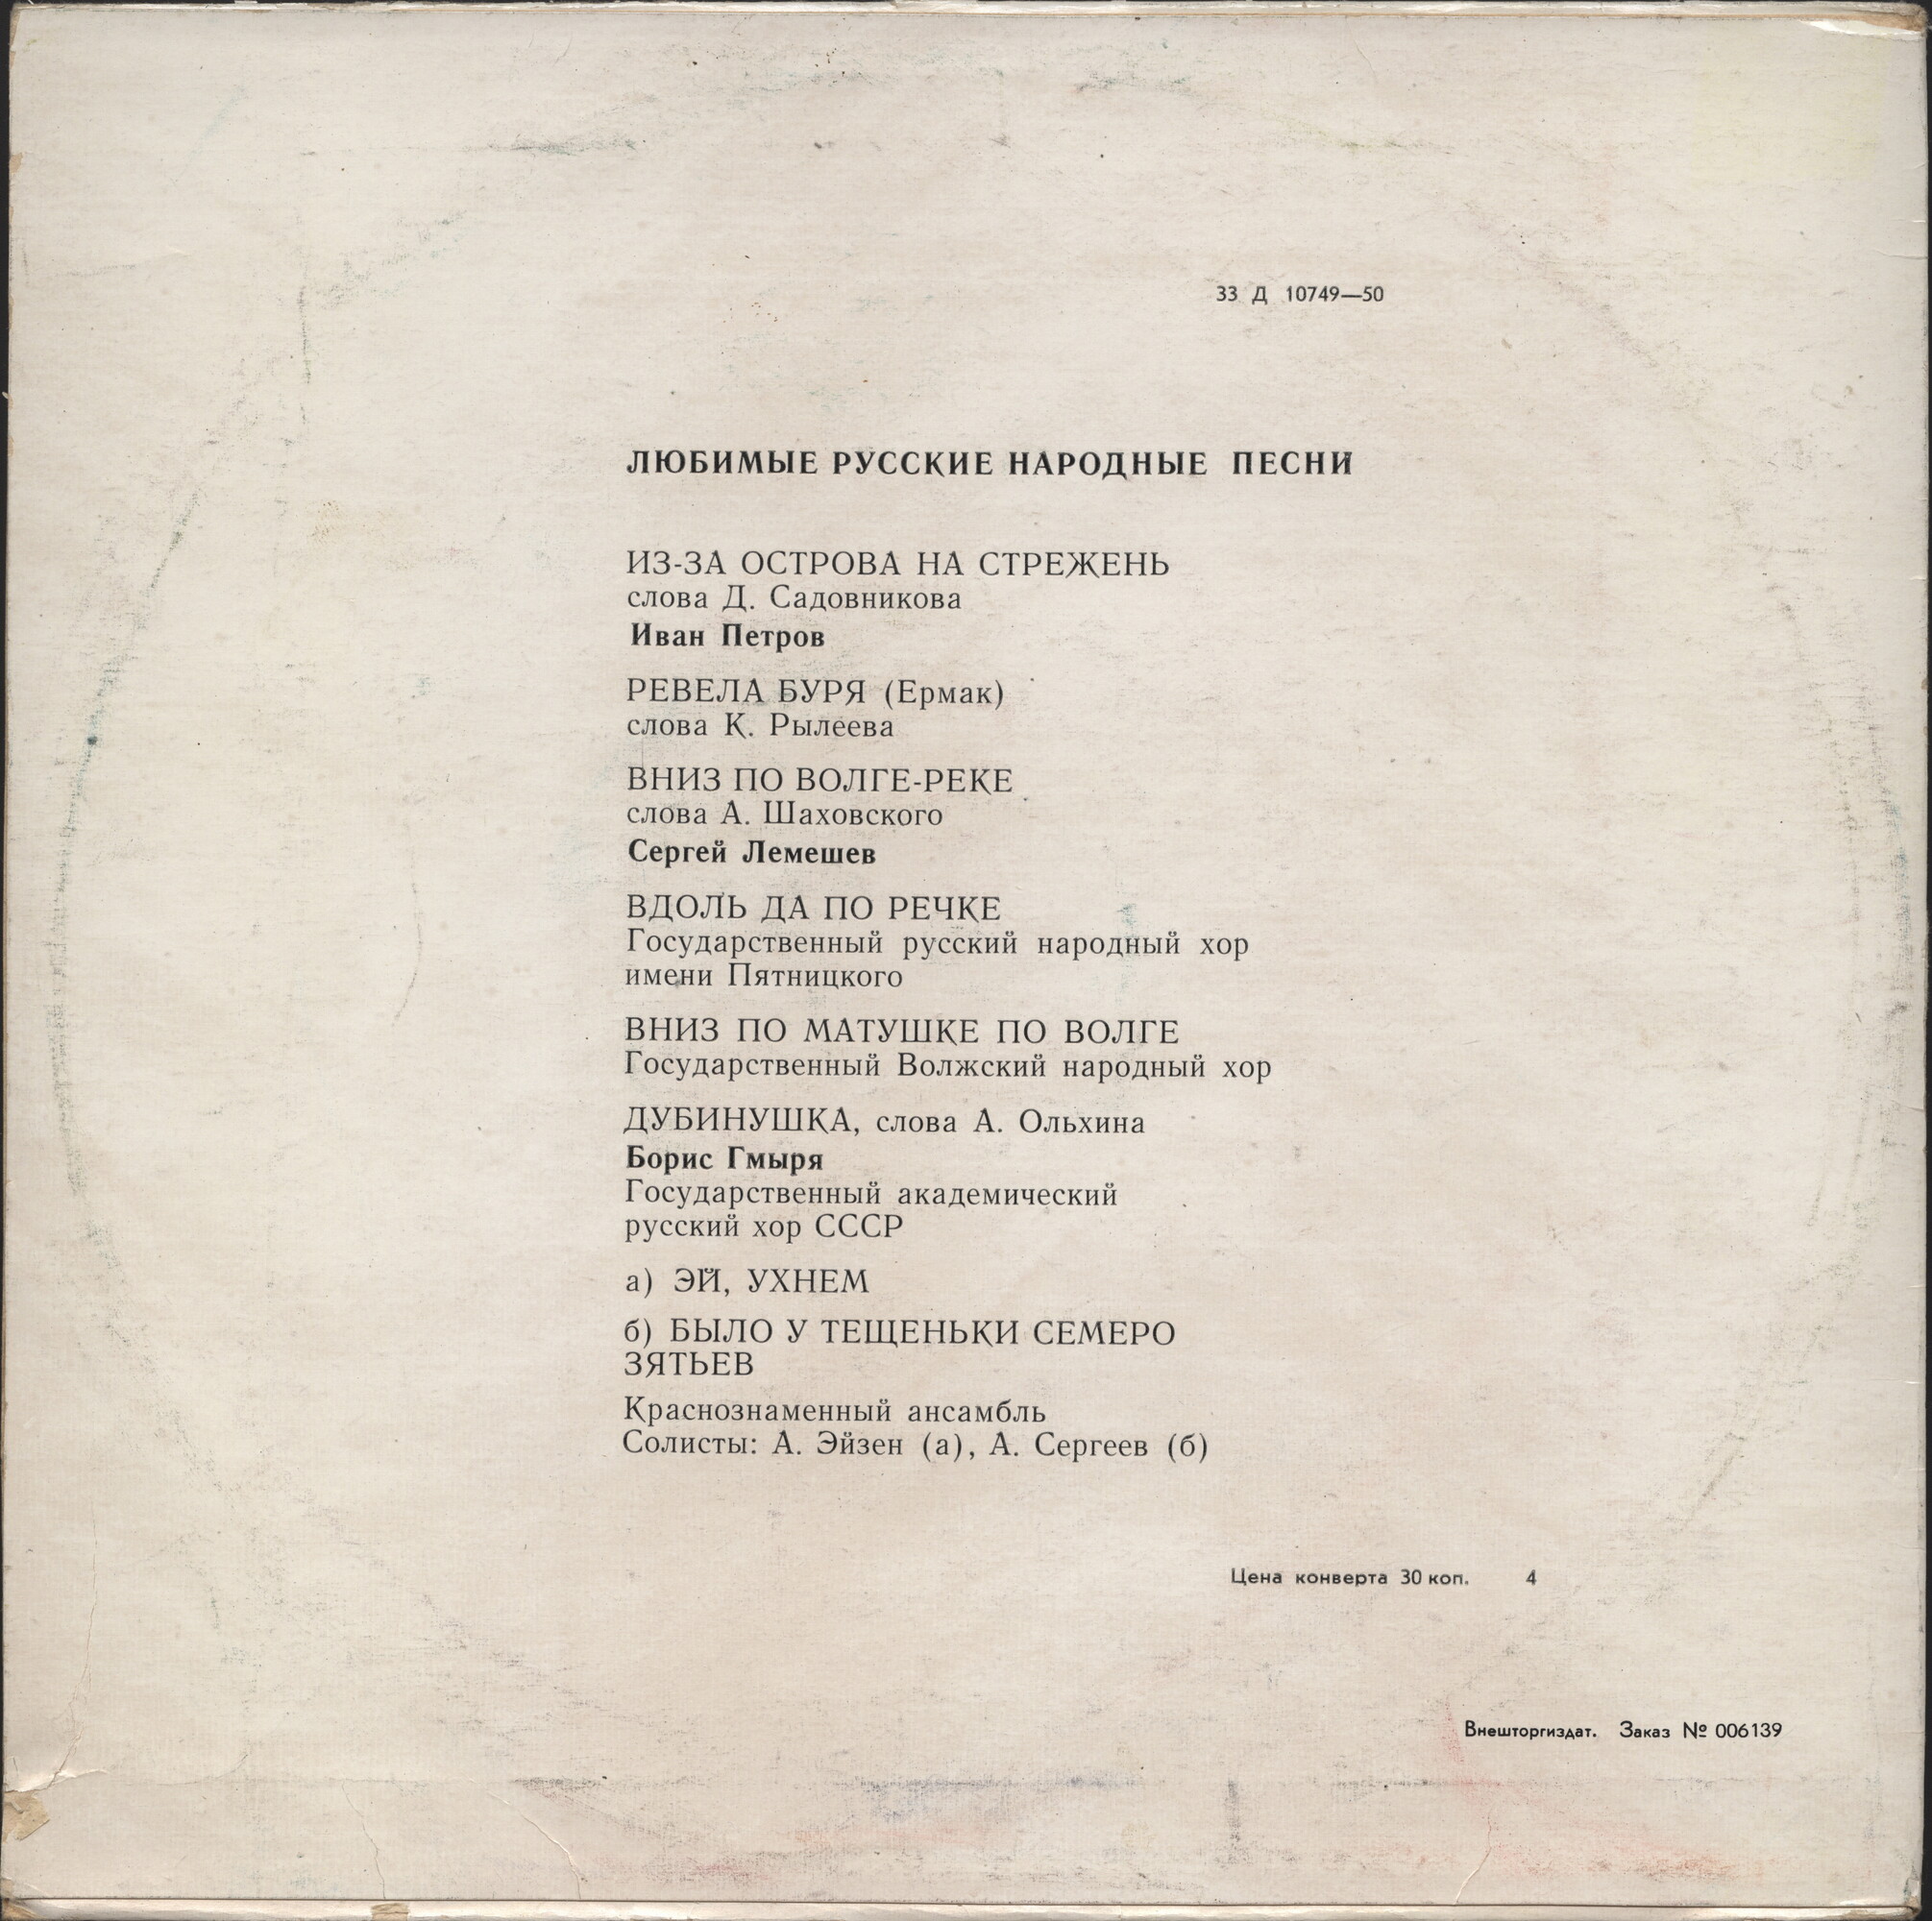 33 Д 10749—50
ЛЮБИМЫЕ РУССКИЕ НАРОДНЫЕ ПЕСНИ
ИЗ-ЗА ОСТРОВА НА СТРЕЖЕНЬ
слова Д. Садовникова
Иван Петров
РЕВЕЛА БУРЯ (Ермак)
слова К. Рылеева
ВНИЗ ПО ВОЛГЕ-РЕКЕ
слова А. Шаховского
Сергей Лемешев
ВДОЛЬ ДА ПО РЕЧКЕ
Государственный русский народный хор
имени Пятницкого
ВНИЗ ПО МАТУШКЕ ПО ВОЛГЕ
Государственный Волжский народный хор
ДУБИНУШКА, слова А. Ольхина
Борис Гмыря
Государственный академический
русский хор СССР
а) ЭЙ, УХНЕМ
б) БЫЛО У ТЕЩЕНЬКИ СЕМЕРО
ЗЯТЬЕВ
Краснознаменный ансамбль
Солисты: А. Эйзен (а), А. Сергеев (б)
Цена конверта 30 коп. 4
Внешторгиздат. Заказ № 006139